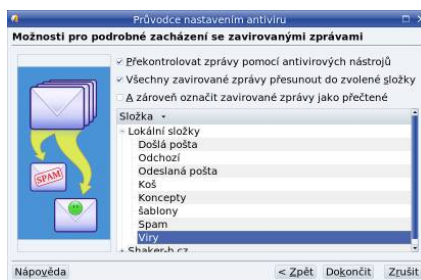 Průvodce nastavením antiviru
Možnosti pro podrobné zacházení se zavirovanými zprávami
Překontrolovat zprávy pomocí antivirových nástrojů
Všechny zavirované zprávy přesunout do zvolené složky
A zároveň označit zavirované zprávy jako přečtené
Složka
Lokální složky
Došlá pošta
Odchozí
Odeslaná pošta
Koš
Koncepty
šablony
Spam
Viry
Shaker-h.cz
SPAM
Nápověda
< Zpět
Dokončit
Zrušit